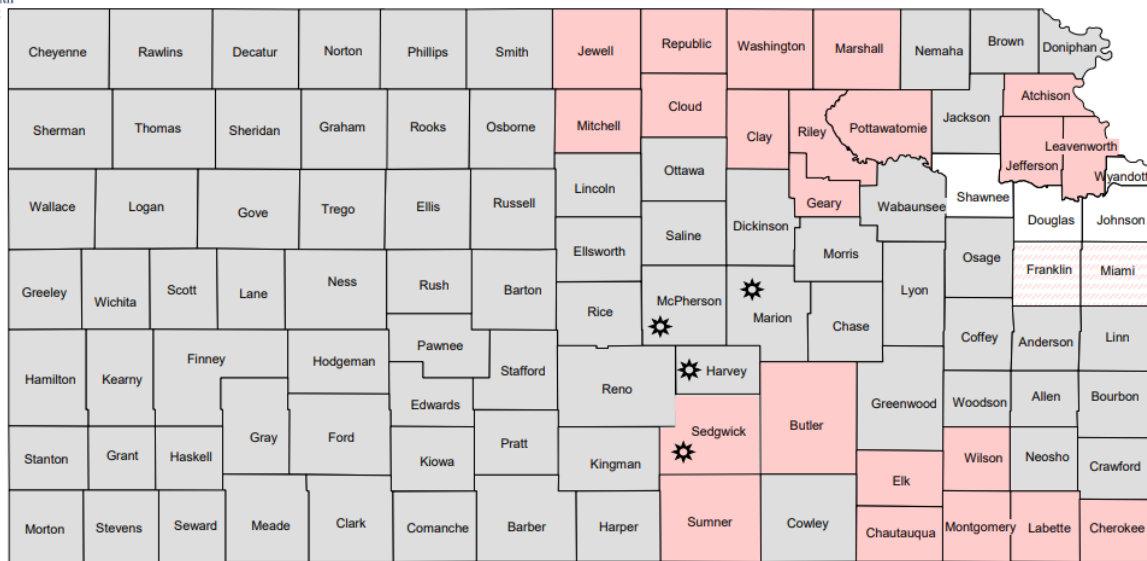 Cheyenne Rawlins Decatur Norton Phillips Smith Jewell Republic Washington Marshall Nemaha Brown Doniphan
Sherman Thomas Sheridan Graham Rooks Osborne Mitchell Cloud Clay Riley Pottawatomie Jackson Atchison
Jefferson Leavenworth Wyandott
Wallace Logan Gove Trego Ellis Russell Lincoln Ottawa Geary Wabaunsee Shawnee
Ellsworth Saline Dickinson Morris Douglas Johnson
Greeley Wichita Scott Lane Ness Rush Barton Rice McPherson Marion Chase Lyon Osage Franklin Miami
Hamilton Kearny Finney Hodgeman Pawnee Stafford Reno Harvey Coffey Anderson Linn
Edwards Sedgwick Butler Greenwood Woodson Allen Bourbon
Stanton Grant Haskell Gray Ford Kiowa Pratt Kingman Elk Wilson Neosho Crawford
Morton Stevens Seward Meade Clark Comanche Barber Harper Sumner Cowley Chautauqua Montgomery Labette Cherokee